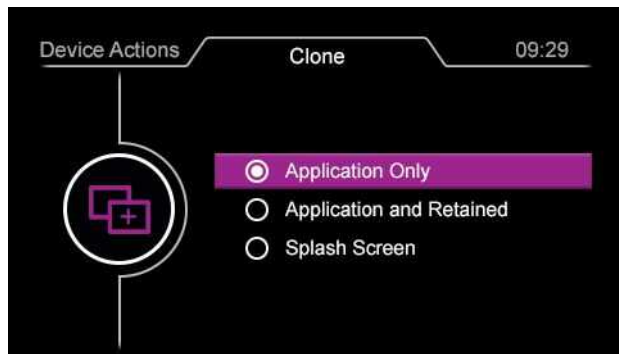 Device Actions
Clone
09:29
Application Only
Application and Retained
Splash Screen